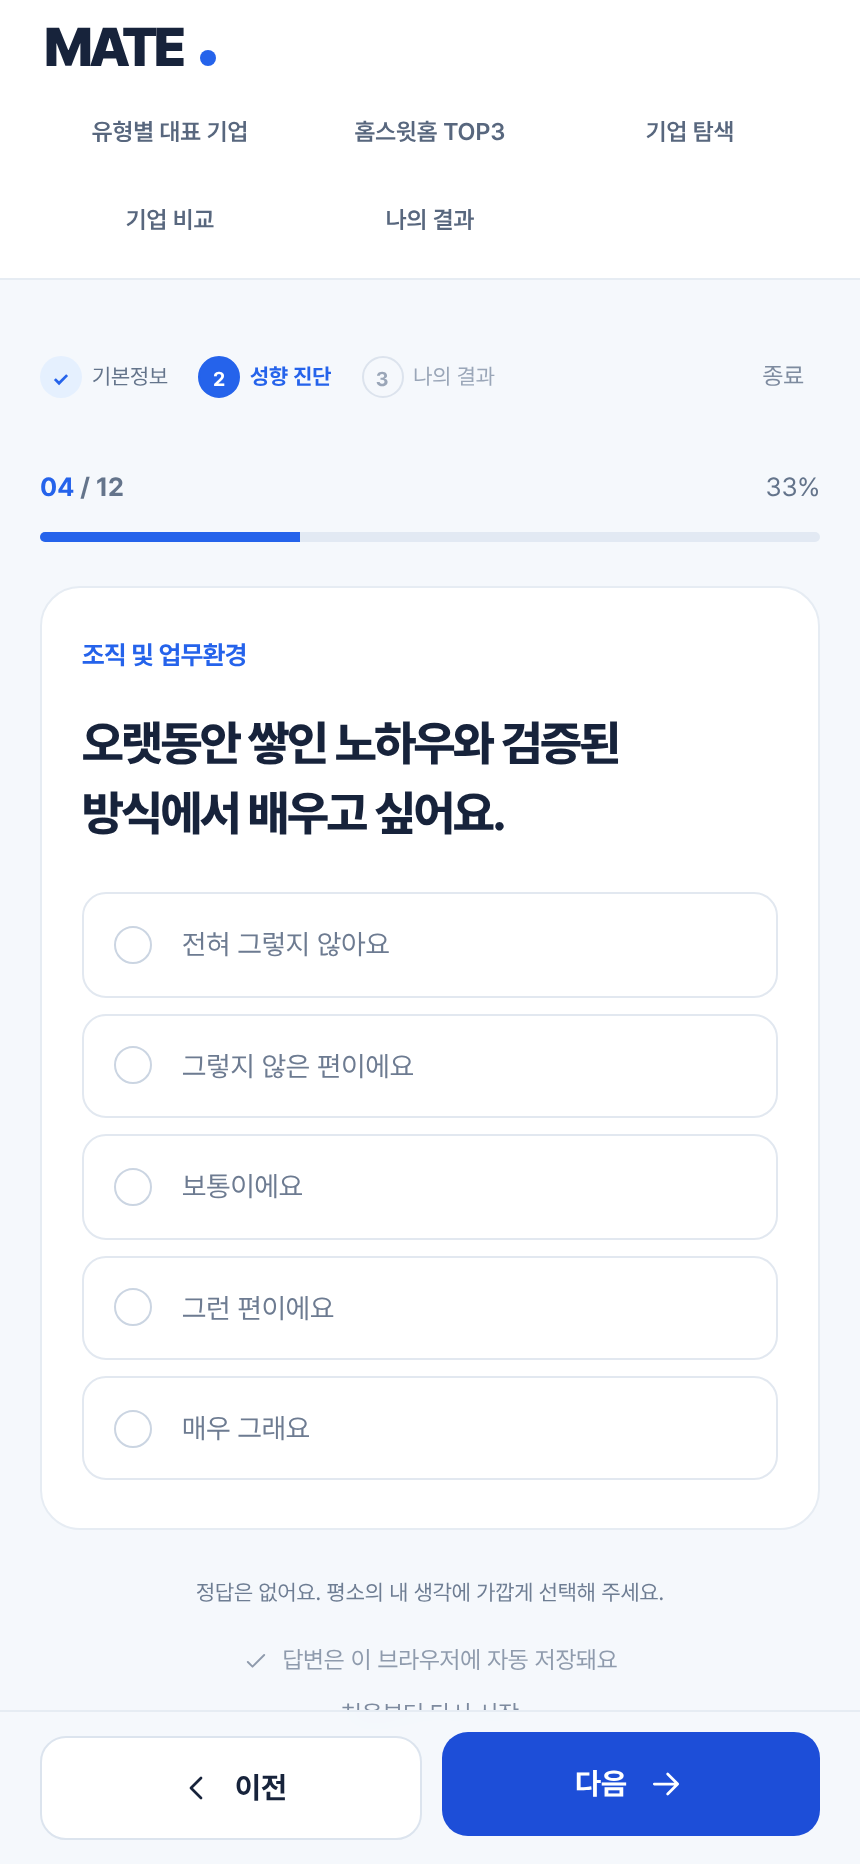 MATE
유형별 대표 기업
홈스윗홈 TOP3
기업 탐색
기업 비교
나의 결과
기본정보
2 성향 진단
3 나의 결과
종료
04 / 12
33%
조직 및 업무환경
오랫동안 쌓인 노하우와 검증된
방식에서 배우고 싶어요.
전혀 그렇지 않아요
그렇지 않은 편이에요
보통이에요
그런 편이에요
매우 그래요
정답은 없어요. 평소의 내 생각에 가깝게 선택해 주세요.
답변은 이 브라우저에 자동 저장돼요
이전
다음